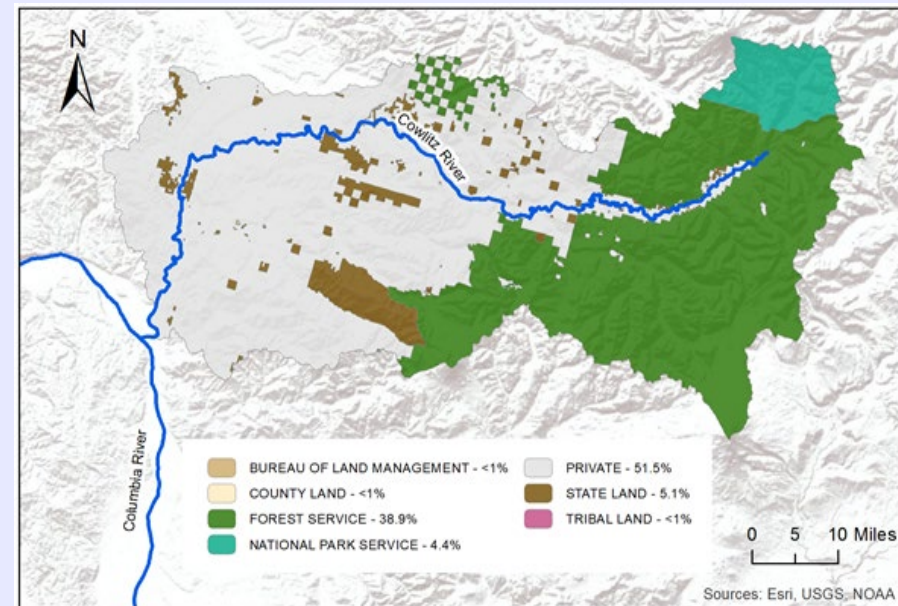 N
Cowlitz River
Columbia River
BUREAU OF LAND MANAGEMENT - <1%
COUNTY LAND - <1%
FOREST SERVICE - 38.9%
NATIONAL PARK SERVICE - 4.4%
PRIVATE - 51.5%
STATE LAND - 5.1%
TRIBAL LAND - <1%
0 5 10 Miles
Sources: Esri, USGS, NOAA